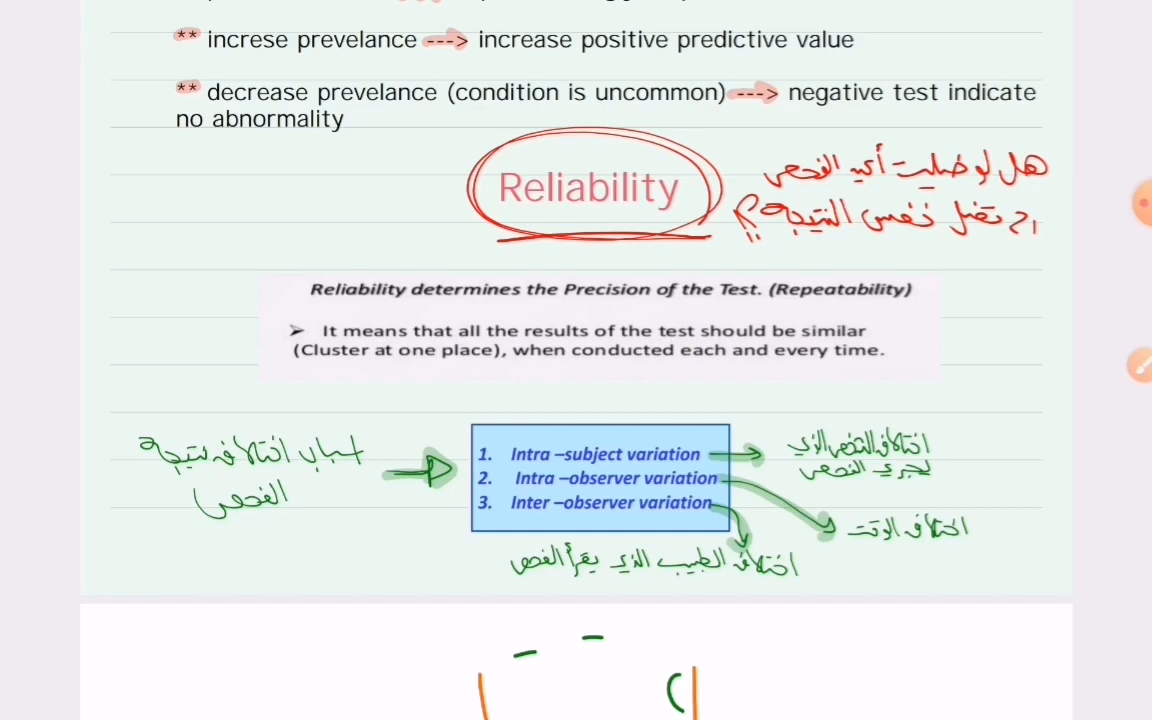 ** increse prevelance ---> increase positive predictive value
** decrease prevelance (condition is uncommon) ---> negative test indicate
no abnormality
Reliability
هل لو ضليت أعيد الفحص
رح تضل نفس النتيجة؟؟
Reliability determines the Precision of the Test. (Repeatability)
➤ It means that all the results of the test should be similar
(Cluster at one place), when conducted each and every time.
اسباب اختلاف نتيجة
الفحص
1. Intra –subject variation
2. Intra –observer variation
3. Inter –observer variation
اختلاف الشخص الذي
يجري الفحص
اختلاف الوقت
اختلاف الطبيب الذي يقرأ الفحص